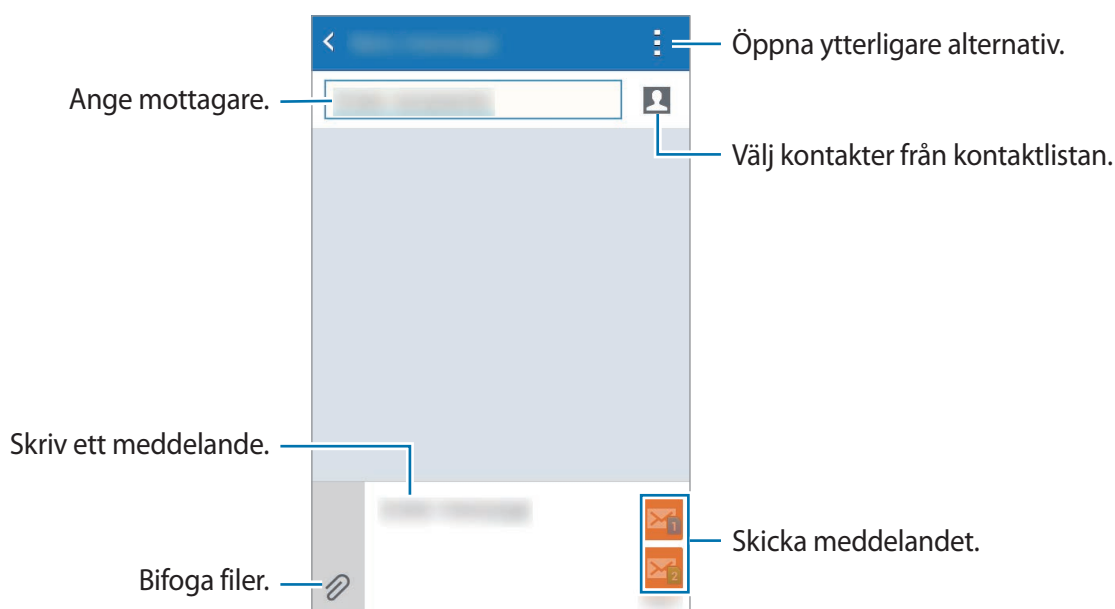 Öppna ytterligare alternativ.
Ange mottagare.
Välj kontakter från kontaktlistan.
Skriv ett meddelande.
1
Skicka meddelandet.
2
Bifoga filer.